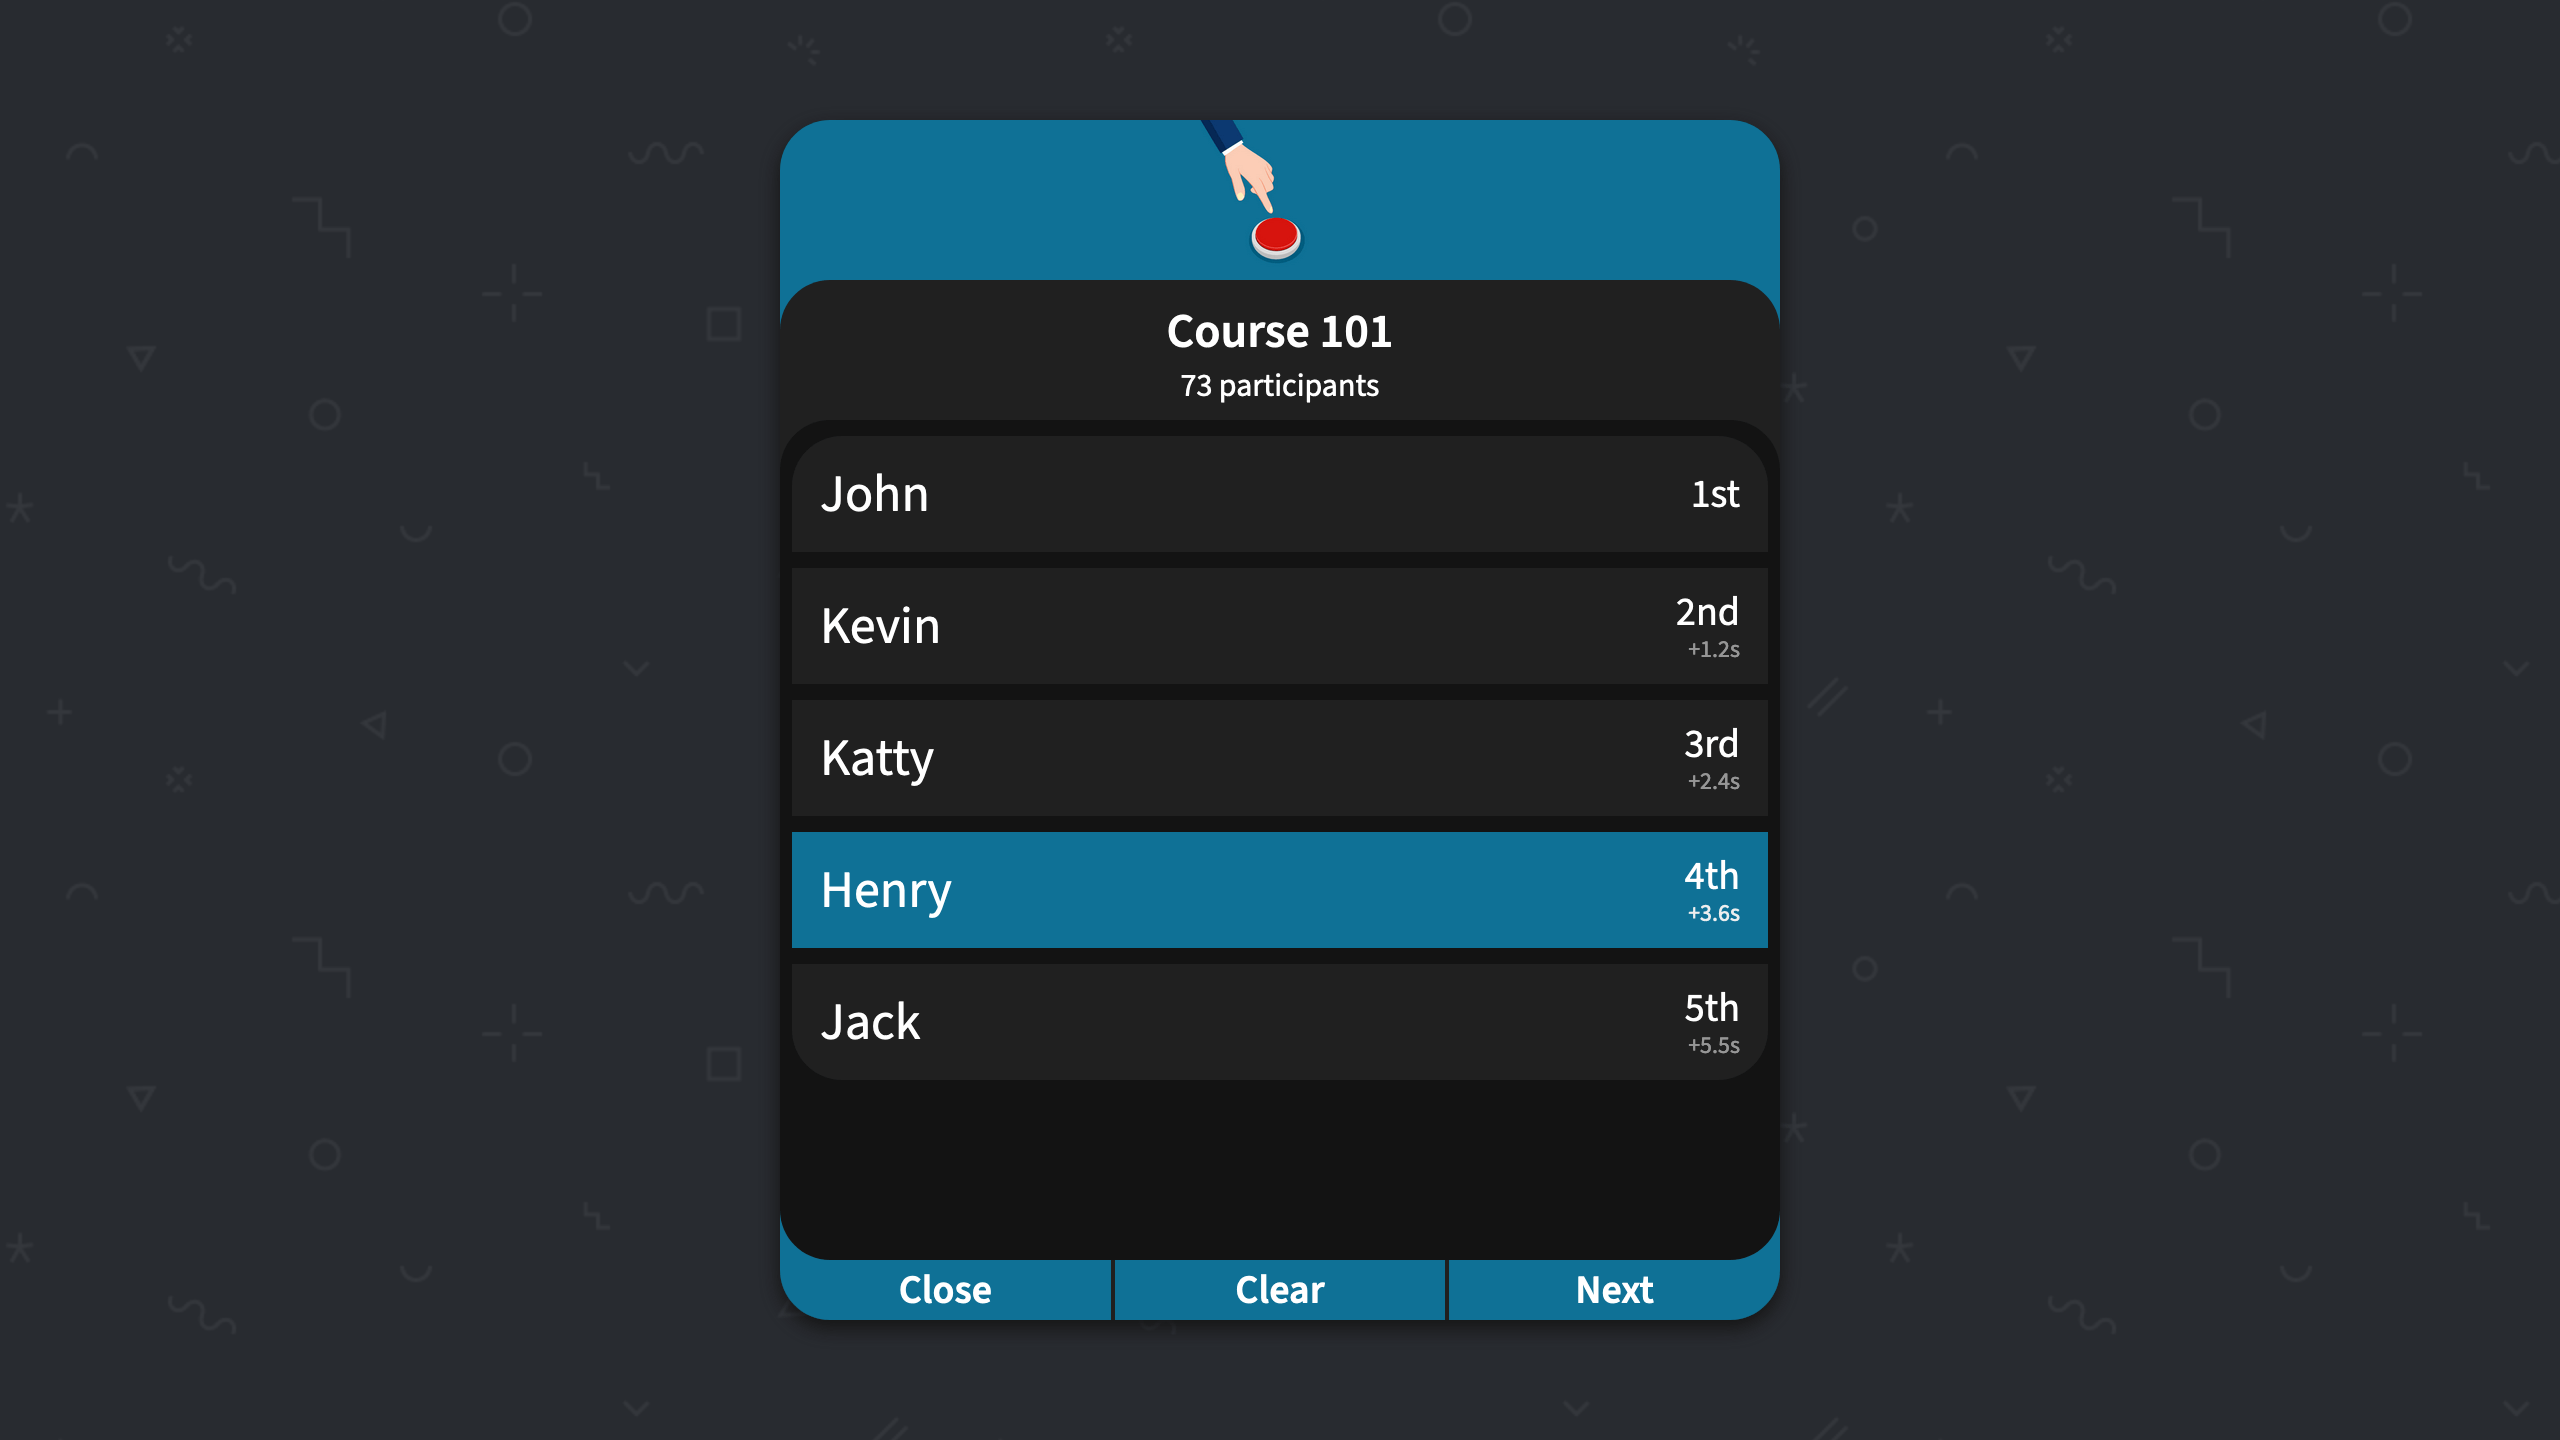 Course 101
73 participants
John 1st
Kevin 2nd
+1.2s
Katty 3rd
+2.4s
Henry 4th
+3.6s
Jack 5th
+5.5s
Close Clear Next